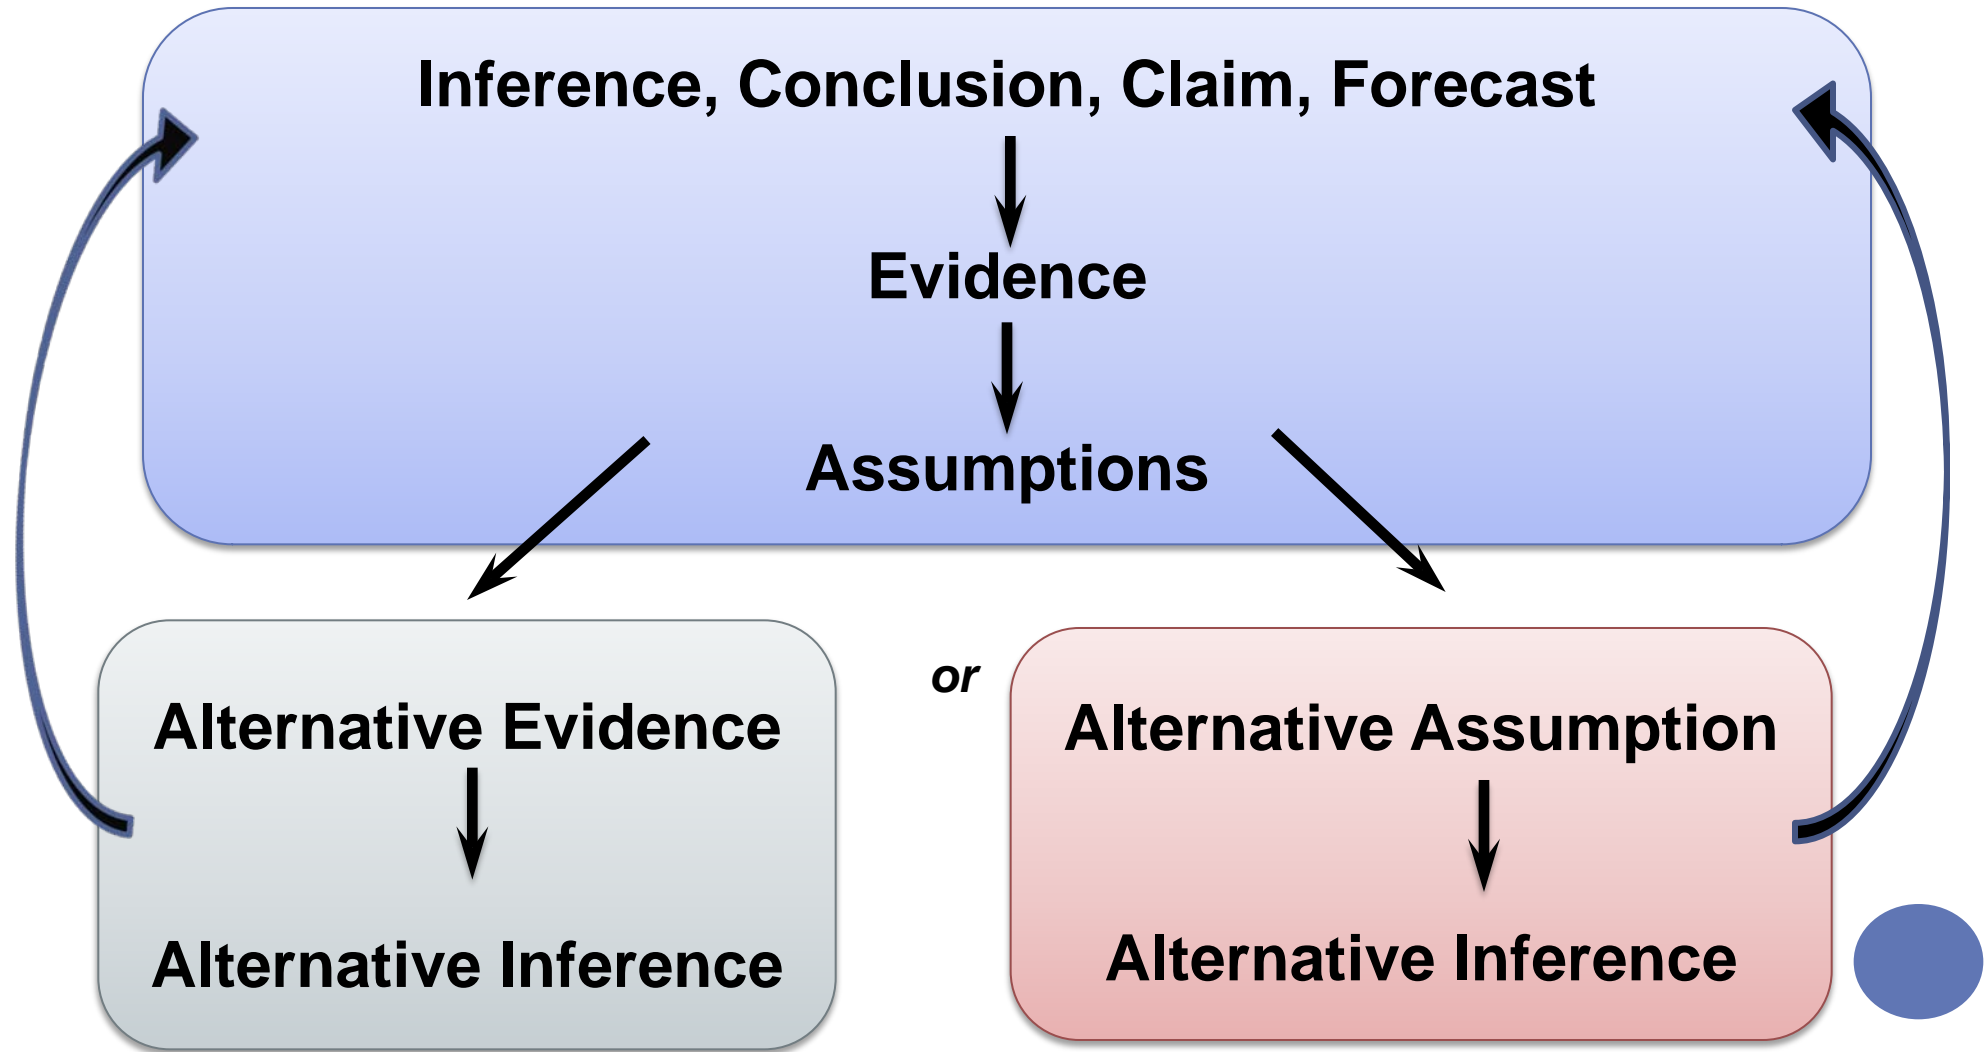 Inference, Conclusion, Claim, Forecast
Evidence
Assumptions
or
Alternative Evidence
Alternative Inference
Alternative Assumption
Alternative Inference